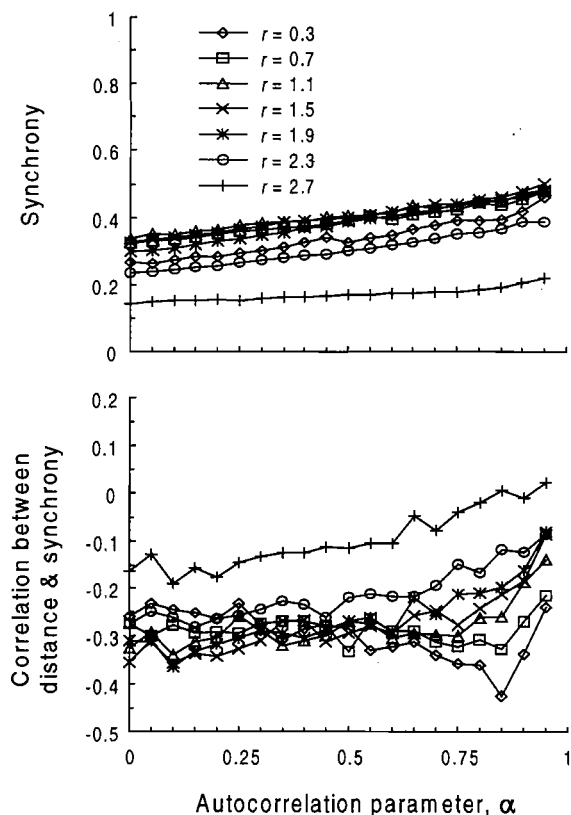 Synchrony
1
0.8
0.6
0.4
0.2
0
r = 0.3
r = 0.7
r = 1.1
r = 1.5
r = 1.9
r = 2.3
r = 2.7
Correlation between
distance & synchrony
0.2
0.1
0
-0.1
-0.2
-0.3
-0.4
-0.5
0
0.25
0.5
0.75
1
Autocorrelation parameter, α